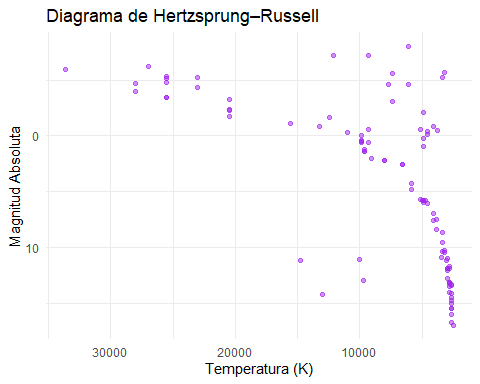 Diagrama de Hertzsprung–Russell
Magnitud Absoluta
0
10
30000
20000
10000
Temperatura (K)